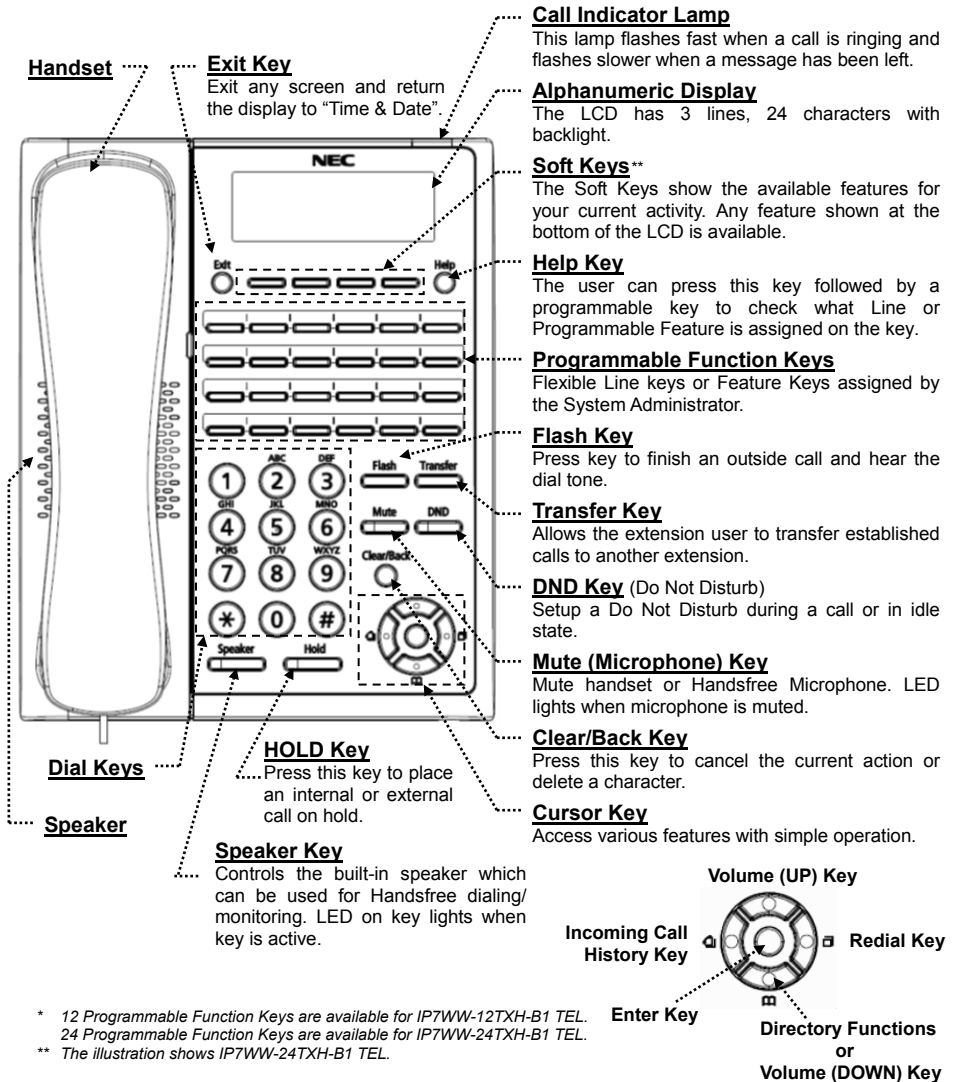 Call Indicator Lamp
This lamp flashes fast when a call is ringing and
flashes slower when a message has been left.
Handset
Exit Key
Exit any screen and return
the display to “Time & Date”.
Alphanumeric Display
The LCD has 3 lines, 24 characters with
backlight.
NEC
Soft Keys**
The Soft Keys show the available features for
your current activity. Any feature shown at the
bottom of the LCD is available.
Exit
Help
Help Key
The user can press this key followed by a
programmable key to check what Line or
Programmable Feature is assigned on the key.
Programmable Function Keys
Flexible Line keys or Feature Keys assigned by
the System Administrator.
Flash Key
Press key to finish an outside call and hear the
dial tone.
ABC DEF
1 2 3
Flash Transfer
GHI JKL MNO
4 5 6
Mute DND
PQRS TUV WXYZ
7 8 9
Clear/Back
* 0 #
Speaker Hold
Transfer Key
Allows the extension user to transfer established
calls to another extension.
DND Key (Do Not Disturb)
Setup a Do Not Disturb during a call or in idle
state.
Mute (Microphone) Key
Mute handset or Handsfree Microphone. LED
lights when microphone is muted.
Clear/Back Key
Press this key to cancel the current action or
delete a character.
Cursor Key
Access various features with simple operation.
Dial Keys
HOLD Key
Press this key to place
an internal or external
call on hold.
Speaker
Speaker Key
Controls the built-in speaker which
can be used for Handsfree dialing/
monitoring. LED on key lights when
key is active.
Volume (UP) Key
Incoming Call
History Key
Redial Key
Enter Key
Directory Functions
or
Volume (DOWN) Key
* 12 Programmable Function Keys are available for IP7WW-12TXH-B1 TEL.
24 Programmable Function Keys are available for IP7WW-24TXH-B1 TEL.
** The illustration shows IP7WW-24TXH-B1 TEL.